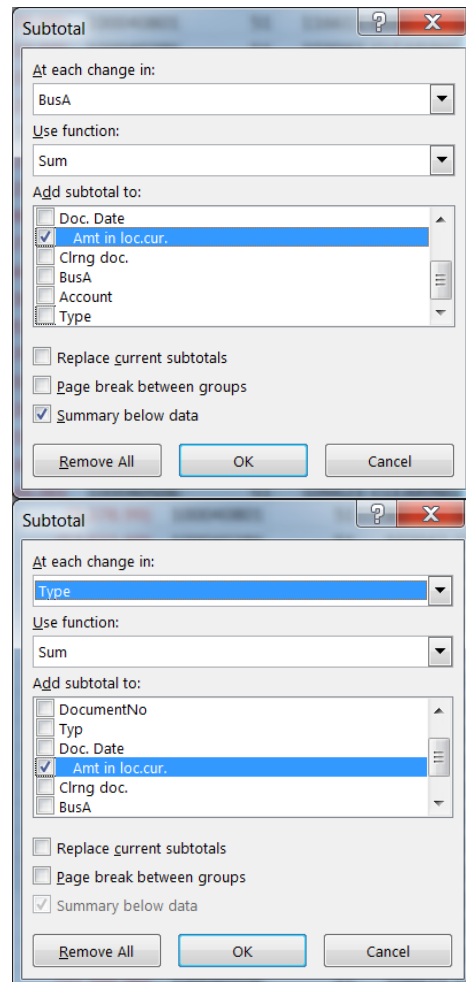 Subtotal
At each change in:
BusA
Use function:
Sum
Add subtotal to:
Doc. Date
Amt in loc.cur.
Clrng doc.
BusA
Account
Type
Replace current subtotals
Page break between groups
Summary below data
Remove All OK Cancel
Subtotal
At each change in:
Type
Use function:
Sum
Add subtotal to:
DocumentNo
Typ
Doc. Date
Amt in loc.cur.
Clrng doc.
BusA
Replace current subtotals
Page break between groups
Summary below data
Remove All OK Cancel